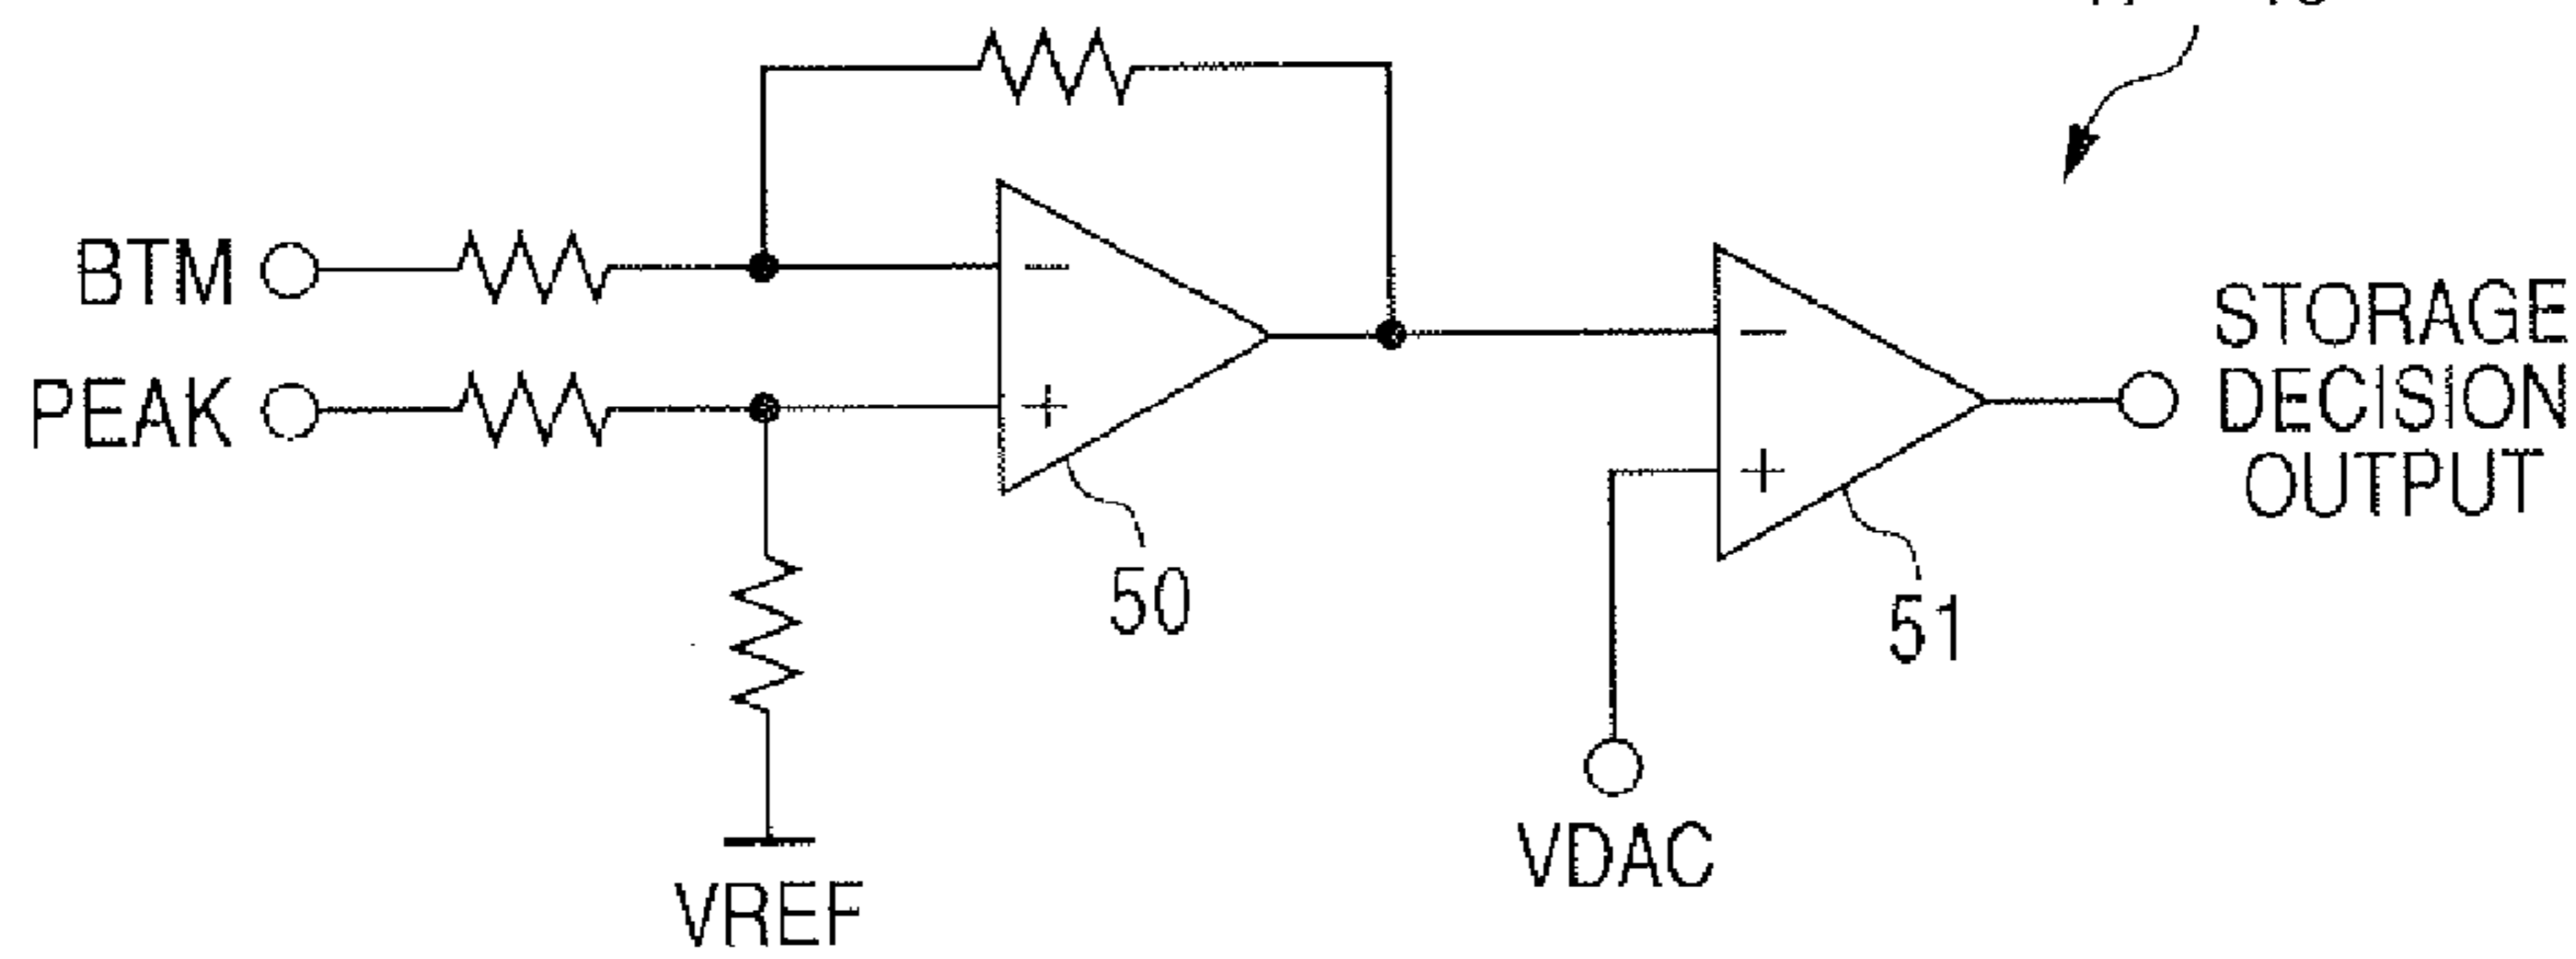 BTM
PEAK
-
+
50
VREF
-
+
51
VDAC
STORAGE
DECISION
OUTPUT